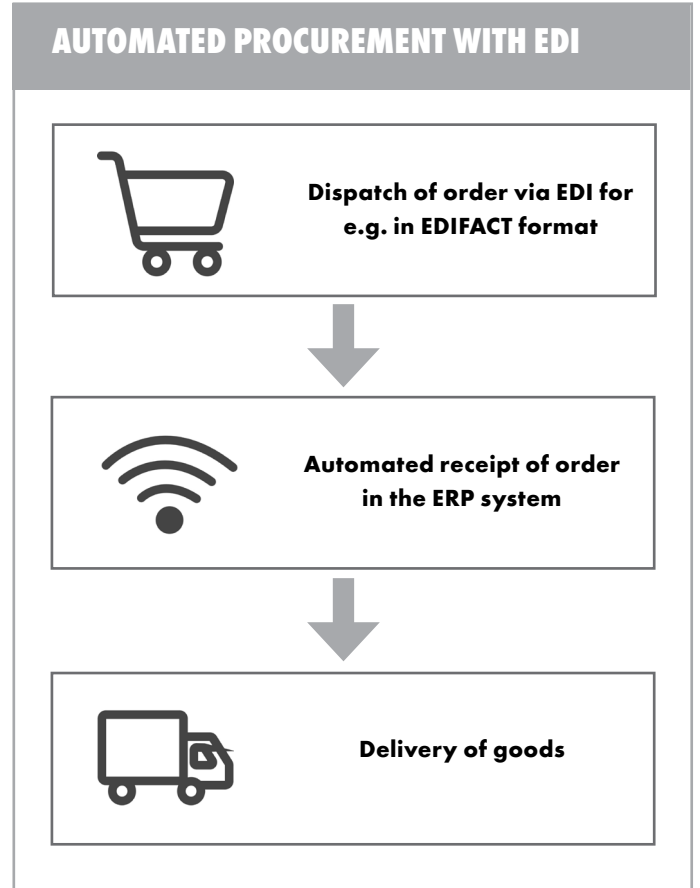 AUTOMATED PROCUREMENT WITH EDI
Dispatch of order via EDI for
e.g. in EDIFACT format
Automated receipt of order
in the ERP system
Delivery of goods